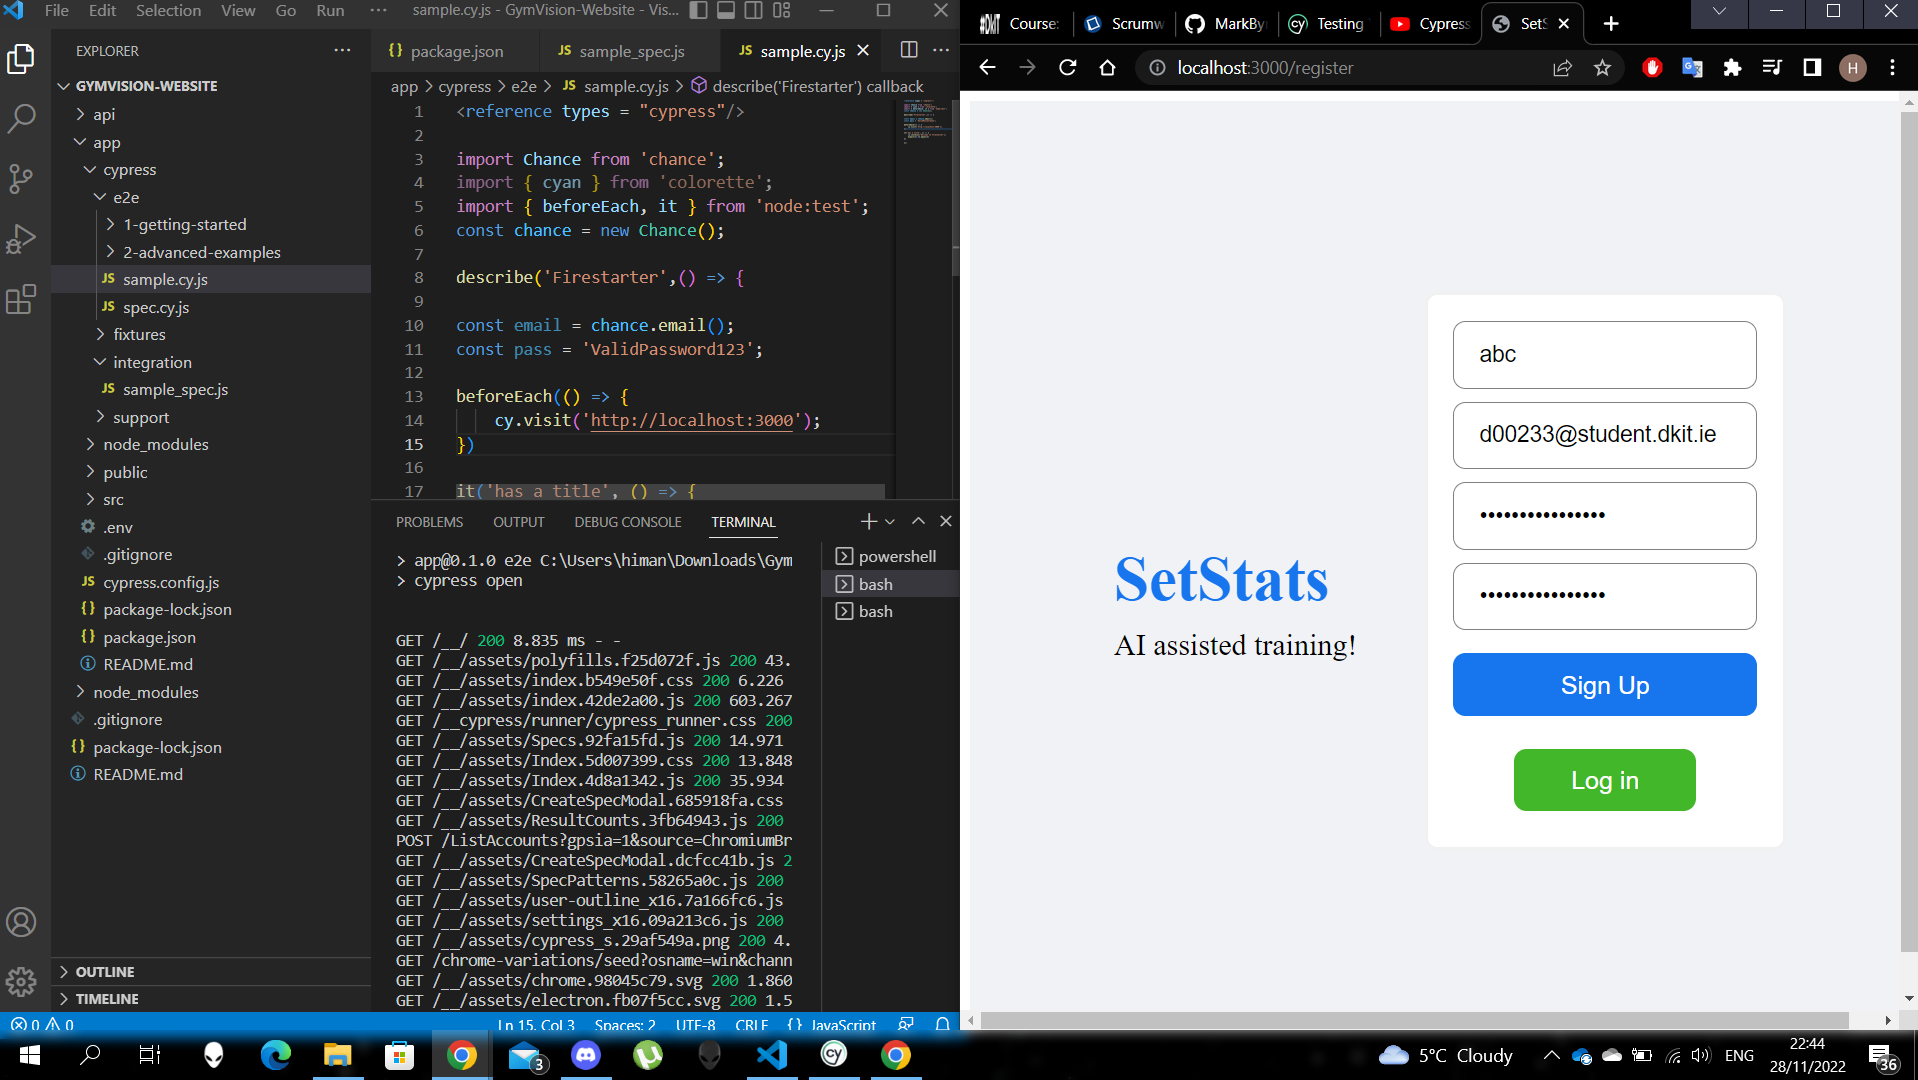 File Edit Selection View Go Run ··· sample.cy.js - GymVision-Website - Vis...
EXPLORER
GYMVISION-WEBSITE
api
app
cypress
e2e
1-getting-started
2-advanced-examples
JS sample.cy.js
JS spec.cy.js
fixtures
integration
JS sample_spec.js
support
node_modules
public
src
.env
.gitignore
JS cypress.config.js
{} package-lock.json
{} package.json
README.md
node_modules
.gitignore
{} package-lock.json
README.md
OUTLINE
TIMELINE
{} package.json JS sample_spec.js JS sample.cy.js
app > cypress > e2e > JS sample.cy.js > describe('Firestarter') callback
1 <reference types = "cypress"/>
2
3 import Chance from 'chance';
4 import { cyan } from 'colorette';
5 import { beforeEach, it } from 'node:test';
6 const chance = new Chance();
7
8 describe('Firestarter',() => {
9
10 const email = chance.email();
11 const pass = 'ValidPassword123';
12
13 beforeEach(() => {
14 cy.visit('http://localhost:3000');
15 })
16
17 it('has a title', () => {
PROBLEMS OUTPUT DEBUG CONSOLE TERMINAL
> app@0.1.0 e2e C:\Users\himan\Downloads\Gym
> cypress open
GET /__/ 200 8.835 ms - -
GET /__/assets/polyfills.f25d072f.js 200 43.
GET /__/assets/index.b549e50f.css 200 6.226
GET /__/assets/index.42de2a00.js 200 603.267
GET /__cypress/runner/cypress_runner.css 200
GET /__/assets/Specs.92fa15fd.js 200 14.971
GET /__/assets/Index.5d007399.css 200 13.848
GET /__/assets/Index.4d8a1342.js 200 35.934
GET /__/assets/CreateSpecModal.685918fa.css
GET /__/assets/ResultCounts.3fb64943.js 200
POST /ListAccounts?gpsia=1&source=ChromiumBr
GET /__/assets/CreateSpecModal.dcfcc41b.js 2
GET /__/assets/SpecPatterns.58265a0c.js 200
GET /__/assets/user-outline_x16.7a166fc6.js
GET /__/assets/settings_x16.09a213c6.js 200
GET /__/assets/cypress_s.29af549a.png 200 4.
GET /chrome-variations/seed?osname=win&chann
GET /__/assets/chrome.98045c79.svg 200 1.860
GET /__/assets/electron.fb07f5cc.svg 200 1.5
powershell
bash
bash
0 0 Ln 15, Col 3 Spaces: 2 UTF-8 CRLF {} JavaScript
Course: Scrumw MarkBy Testing Cypress SetS
localhost:3000/register
H
abc
d00233@student.dkit.ie
••••••••••••••••
••••••••••••••••
SetStats
AI assisted training!
Sign Up
Log in
3
cy
5°C Cloudy
ENG
22:44
28/11/2022
36